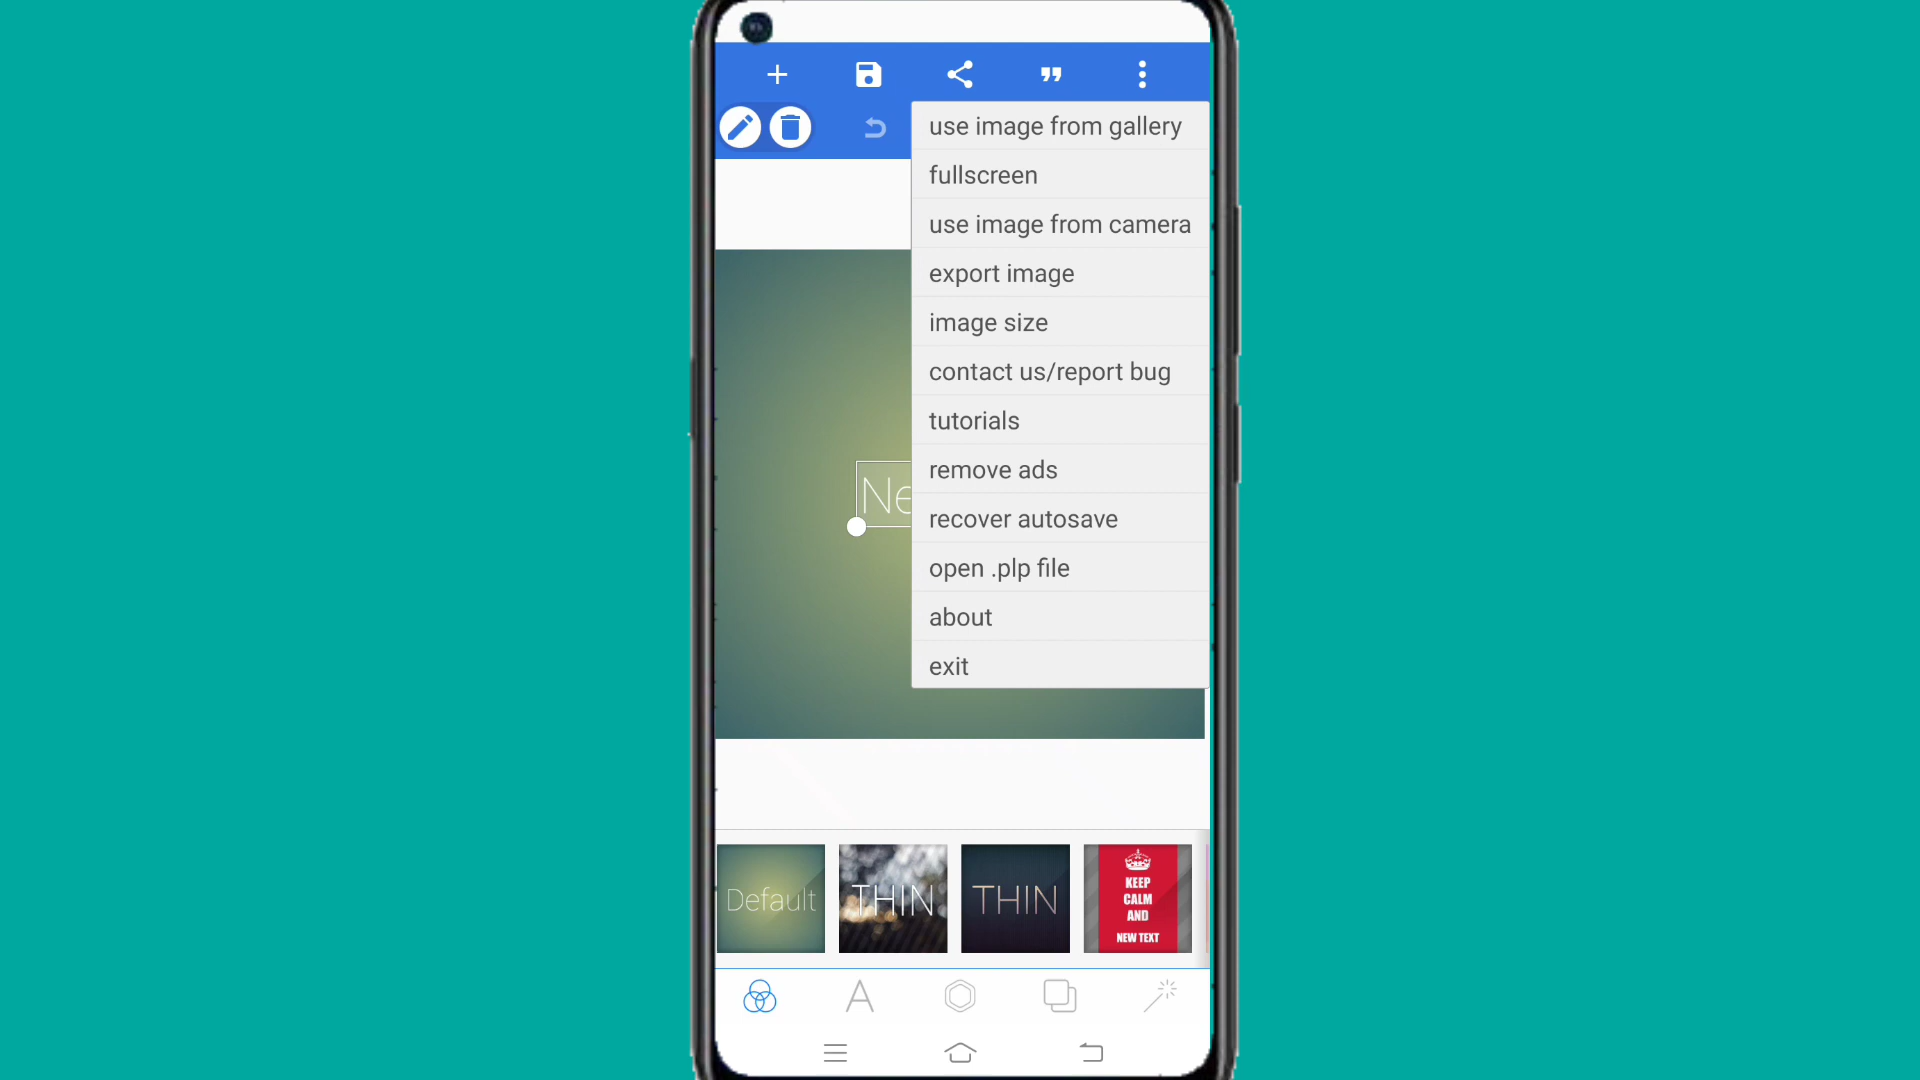 use image from gallery
fullscreen
use image from camera
export image
image size
contact us/report bug
tutorials
remove ads
recover autosave
open .plp file
about
exit
Ne
Default
THIN
THIN
KEEP
CALM
AND
NEW TEXT